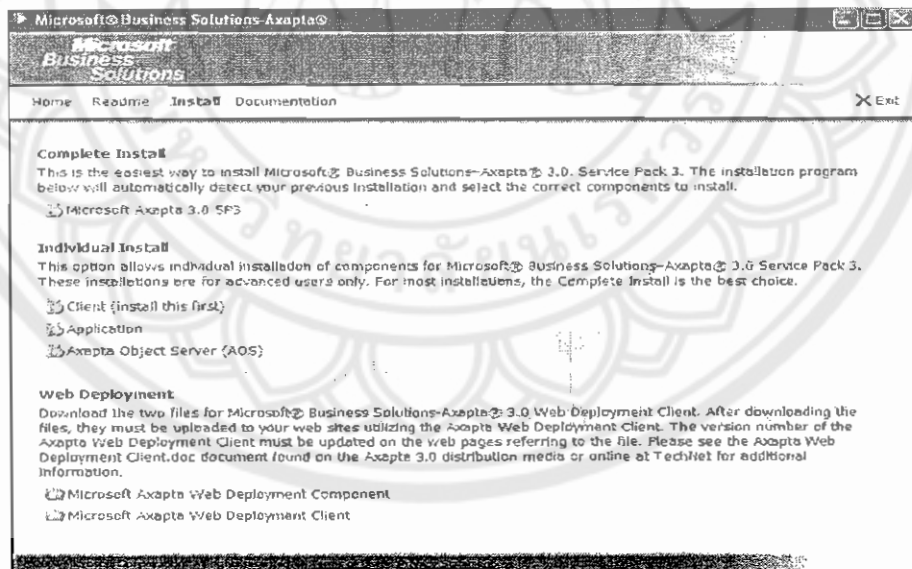 Microsoft® Business Solutions-Axapta®
Microsoft
Business
Solutions
Home Readme Install Documentation Exit
Complete Install
This is the easiest way to install Microsoft® Business Solutions-Axapta® 3.0. Service Pack 3. The installation program
below will automatically detect your previous Installation and select the correct components to install.
Microsoft Axapta 3.0 SP3
Individual Install
This option allows individual installation of components for Microsoft® Business Solutions-Axapta® 3.0 Service Pack 3.
These installations are for advanced users only. For most installations, the Complete Install is the best choice.
Client (install this first)
Application
Axapta Object Server (AOS)
Web Deployment
Download the two files for Microsoft® Business Solutions-Axapta® 3.0 Web Deployment Client. After downloading the
files, they must be uploaded to your web sites utilizing the Axapta Web Deployment Client. The version number of the
Axapta Web Deployment Client must be updated on the web pages referring to the file. Please see the Axapta Web
Deployment Client.doc document found on the Axapta 3.0 distribution media or online at TechNet for additional
Information.
Microsoft Axapta Web Deployment Component
Microsoft Axapta Web Deployment Client